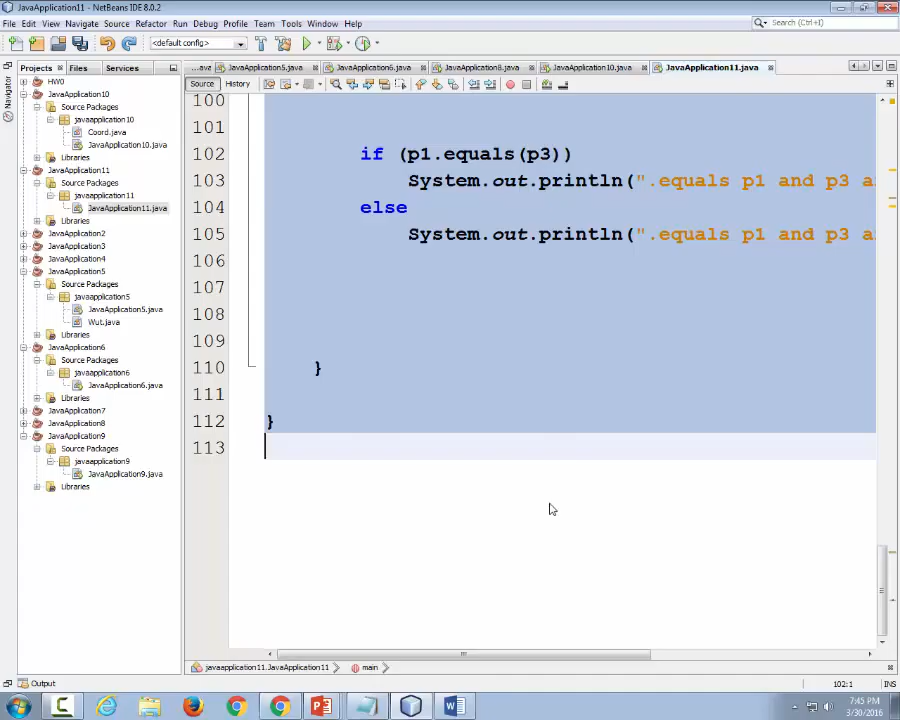 JavaApplication11 - NetBeans IDE 8.0.2
File Edit View Navigate Source Refactor Run Debug Profile Team Tools Window Help
<default config>
Search (Ctrl+I)
Projects Files Services
...ava JavaApplication5.java JavaApplication6.java JavaApplication8.java JavaApplication10.java JavaApplication11.java
Source History
Navigator
HW0
JavaApplication10
Source Packages
javaapplication10
Coord.java
JavaApplication10.java
Libraries
JavaApplication11
Source Packages
javaapplication11
JavaApplication11.java
Libraries
JavaApplication2
JavaApplication3
JavaApplication4
JavaApplication5
Source Packages
javaapplication5
JavaApplication5.java
Wut.java
Libraries
JavaApplication6
Source Packages
javaapplication6
JavaApplication6.java
Libraries
JavaApplication7
JavaApplication8
JavaApplication9
Source Packages
javaapplication9
JavaApplication9.java
Libraries
100
101
102 if (p1.equals(p3))
103 System.out.println(".equals p1 and p3 a
104 else
105 System.out.println(".equals p1 and p3 a
106
107
108
109
110 }
111
112 }
113
javaapplication11.JavaApplication11 main
Output
102:1 INS
7:45 PM
3/30/2016